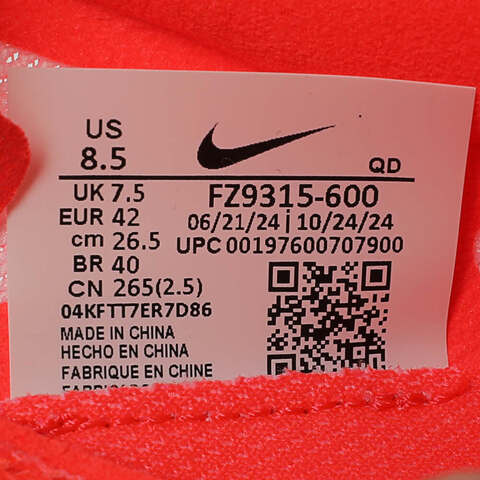 US
8.5
QD
UK 7.5
EUR 42
cm 26.5
BR 40
CN 265(2.5)
04KFTT7ER7D86
MADE IN CHINA
HECHO EN CHINA
FABRIQUE EN CHINE
FZ9315-600
06/21/24 | 10/24/24
UPC 00197600707900